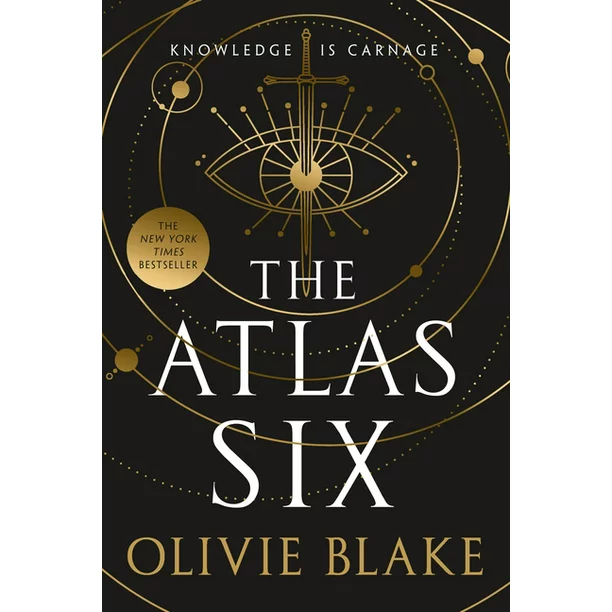 KNOWLEDGE IS CARNAGE
THE
NEW YORK
TIMES
BESTSELLER
THE
ATLAS
SIX
OLIVIE BLAKE